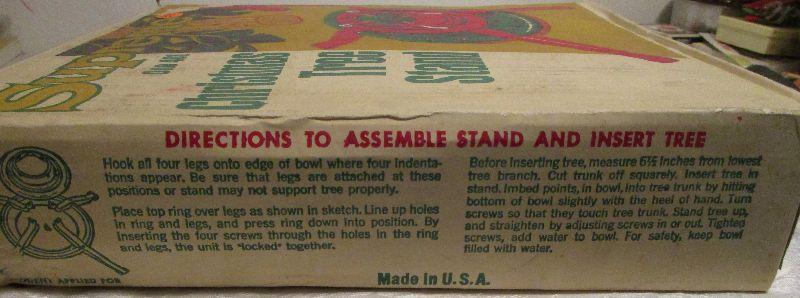 Christmas
Tree
Stand
DIRECTIONS TO ASSEMBLE STAND AND INSERT TREE
Hook all four legs onto edge of bowl where four indenta-
tions appear. Be sure that legs are attached at these
positions or stand may not support tree properly.
Place top ring over legs as shown in sketch. Line up holes
in ring and legs, and press ring down into position. By
inserting the four screws through the holes in the ring
and legs, the unit is "locked" together.
Before inserting tree, measure 6½ inches from lowest
tree branch. Cut trunk off squarely. Insert tree in
stand. Imbed points, in bowl, into tree trunk by hitting
bottom of bowl slightly with the heel of hand. Turn
screws so that they touch tree trunk. Stand tree up,
and straighten by adjusting screws in or out. Tighted
screws, add water to bowl. For safety, keep bowl
filled with water.
APPLIED FOR
Made in U.S.A.